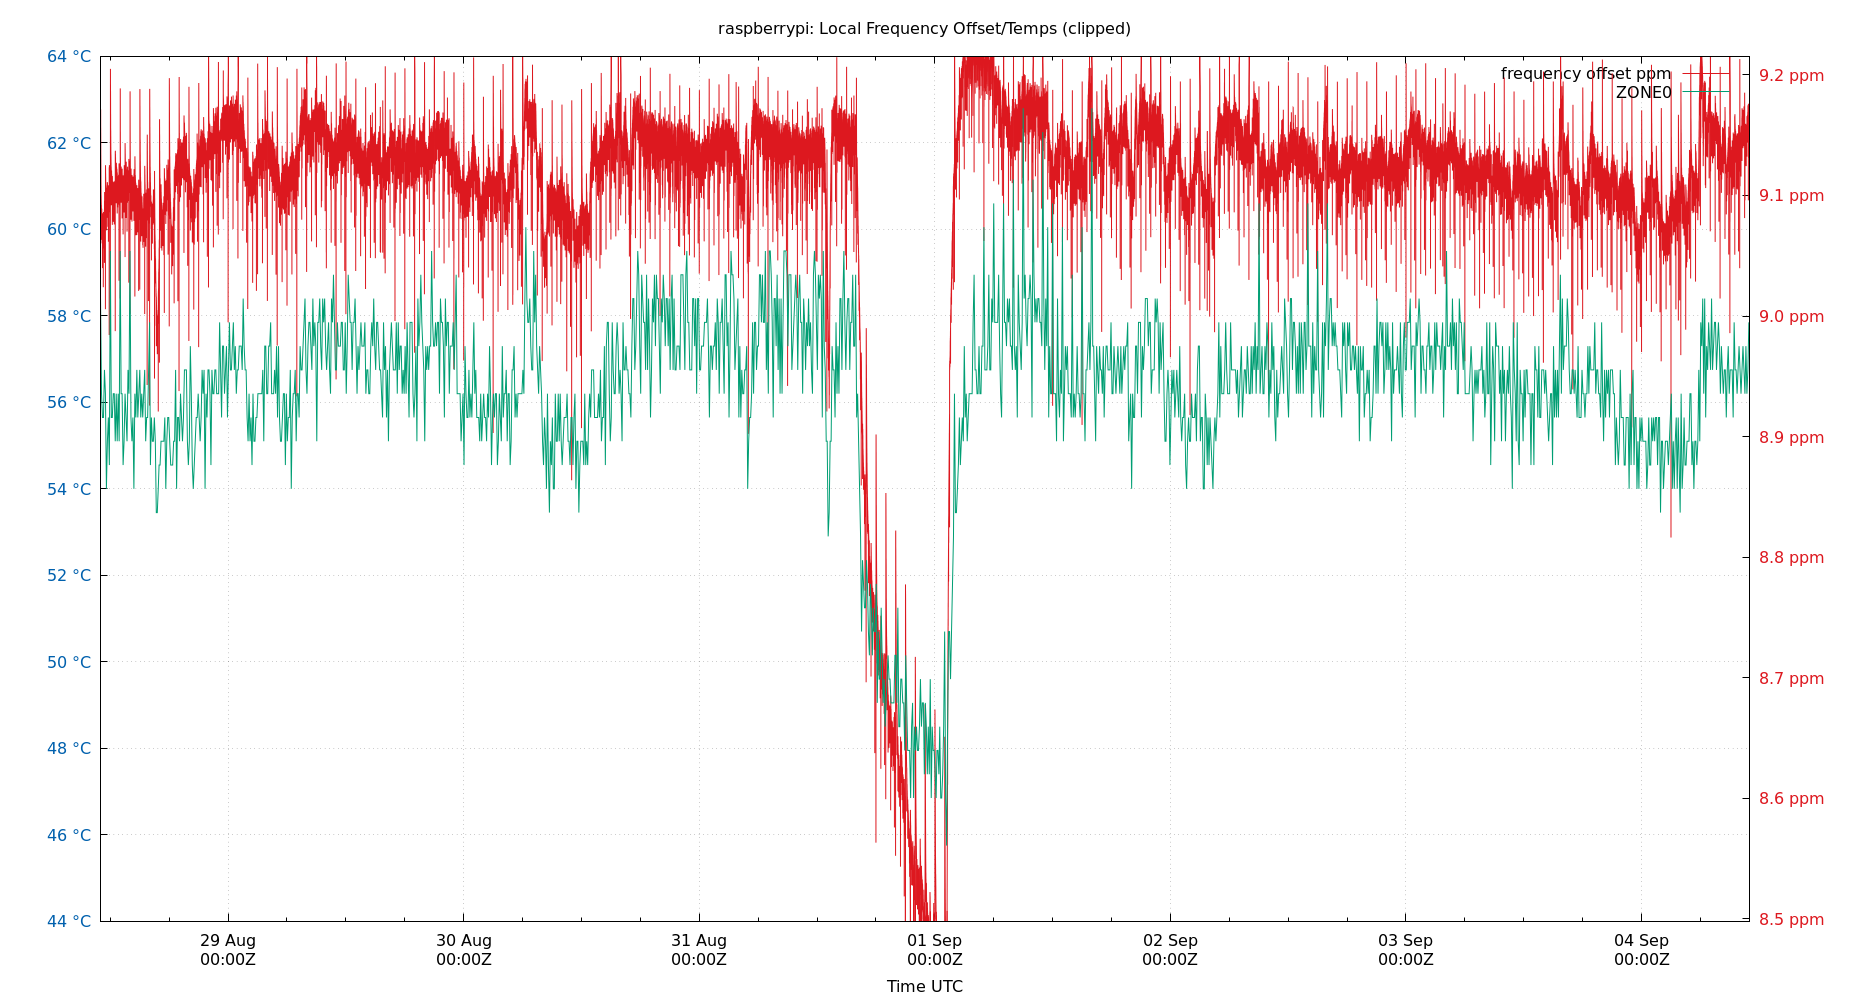 raspberrypi: Local Frequency Offset/Temps (clipped)
64 °C
62 °C
60 °C
58 °C
56 °C
54 °C
52 °C
50 °C
48 °C
46 °C
44 °C
frequency offset ppm
ZONE0
9.2 ppm
9.1 ppm
9.0 ppm
8.9 ppm
8.8 ppm
8.7 ppm
8.6 ppm
8.5 ppm
29 Aug
00:00Z
30 Aug
00:00Z
31 Aug
00:00Z
01 Sep
00:00Z
02 Sep
00:00Z
03 Sep
00:00Z
04 Sep
00:00Z
Time UTC